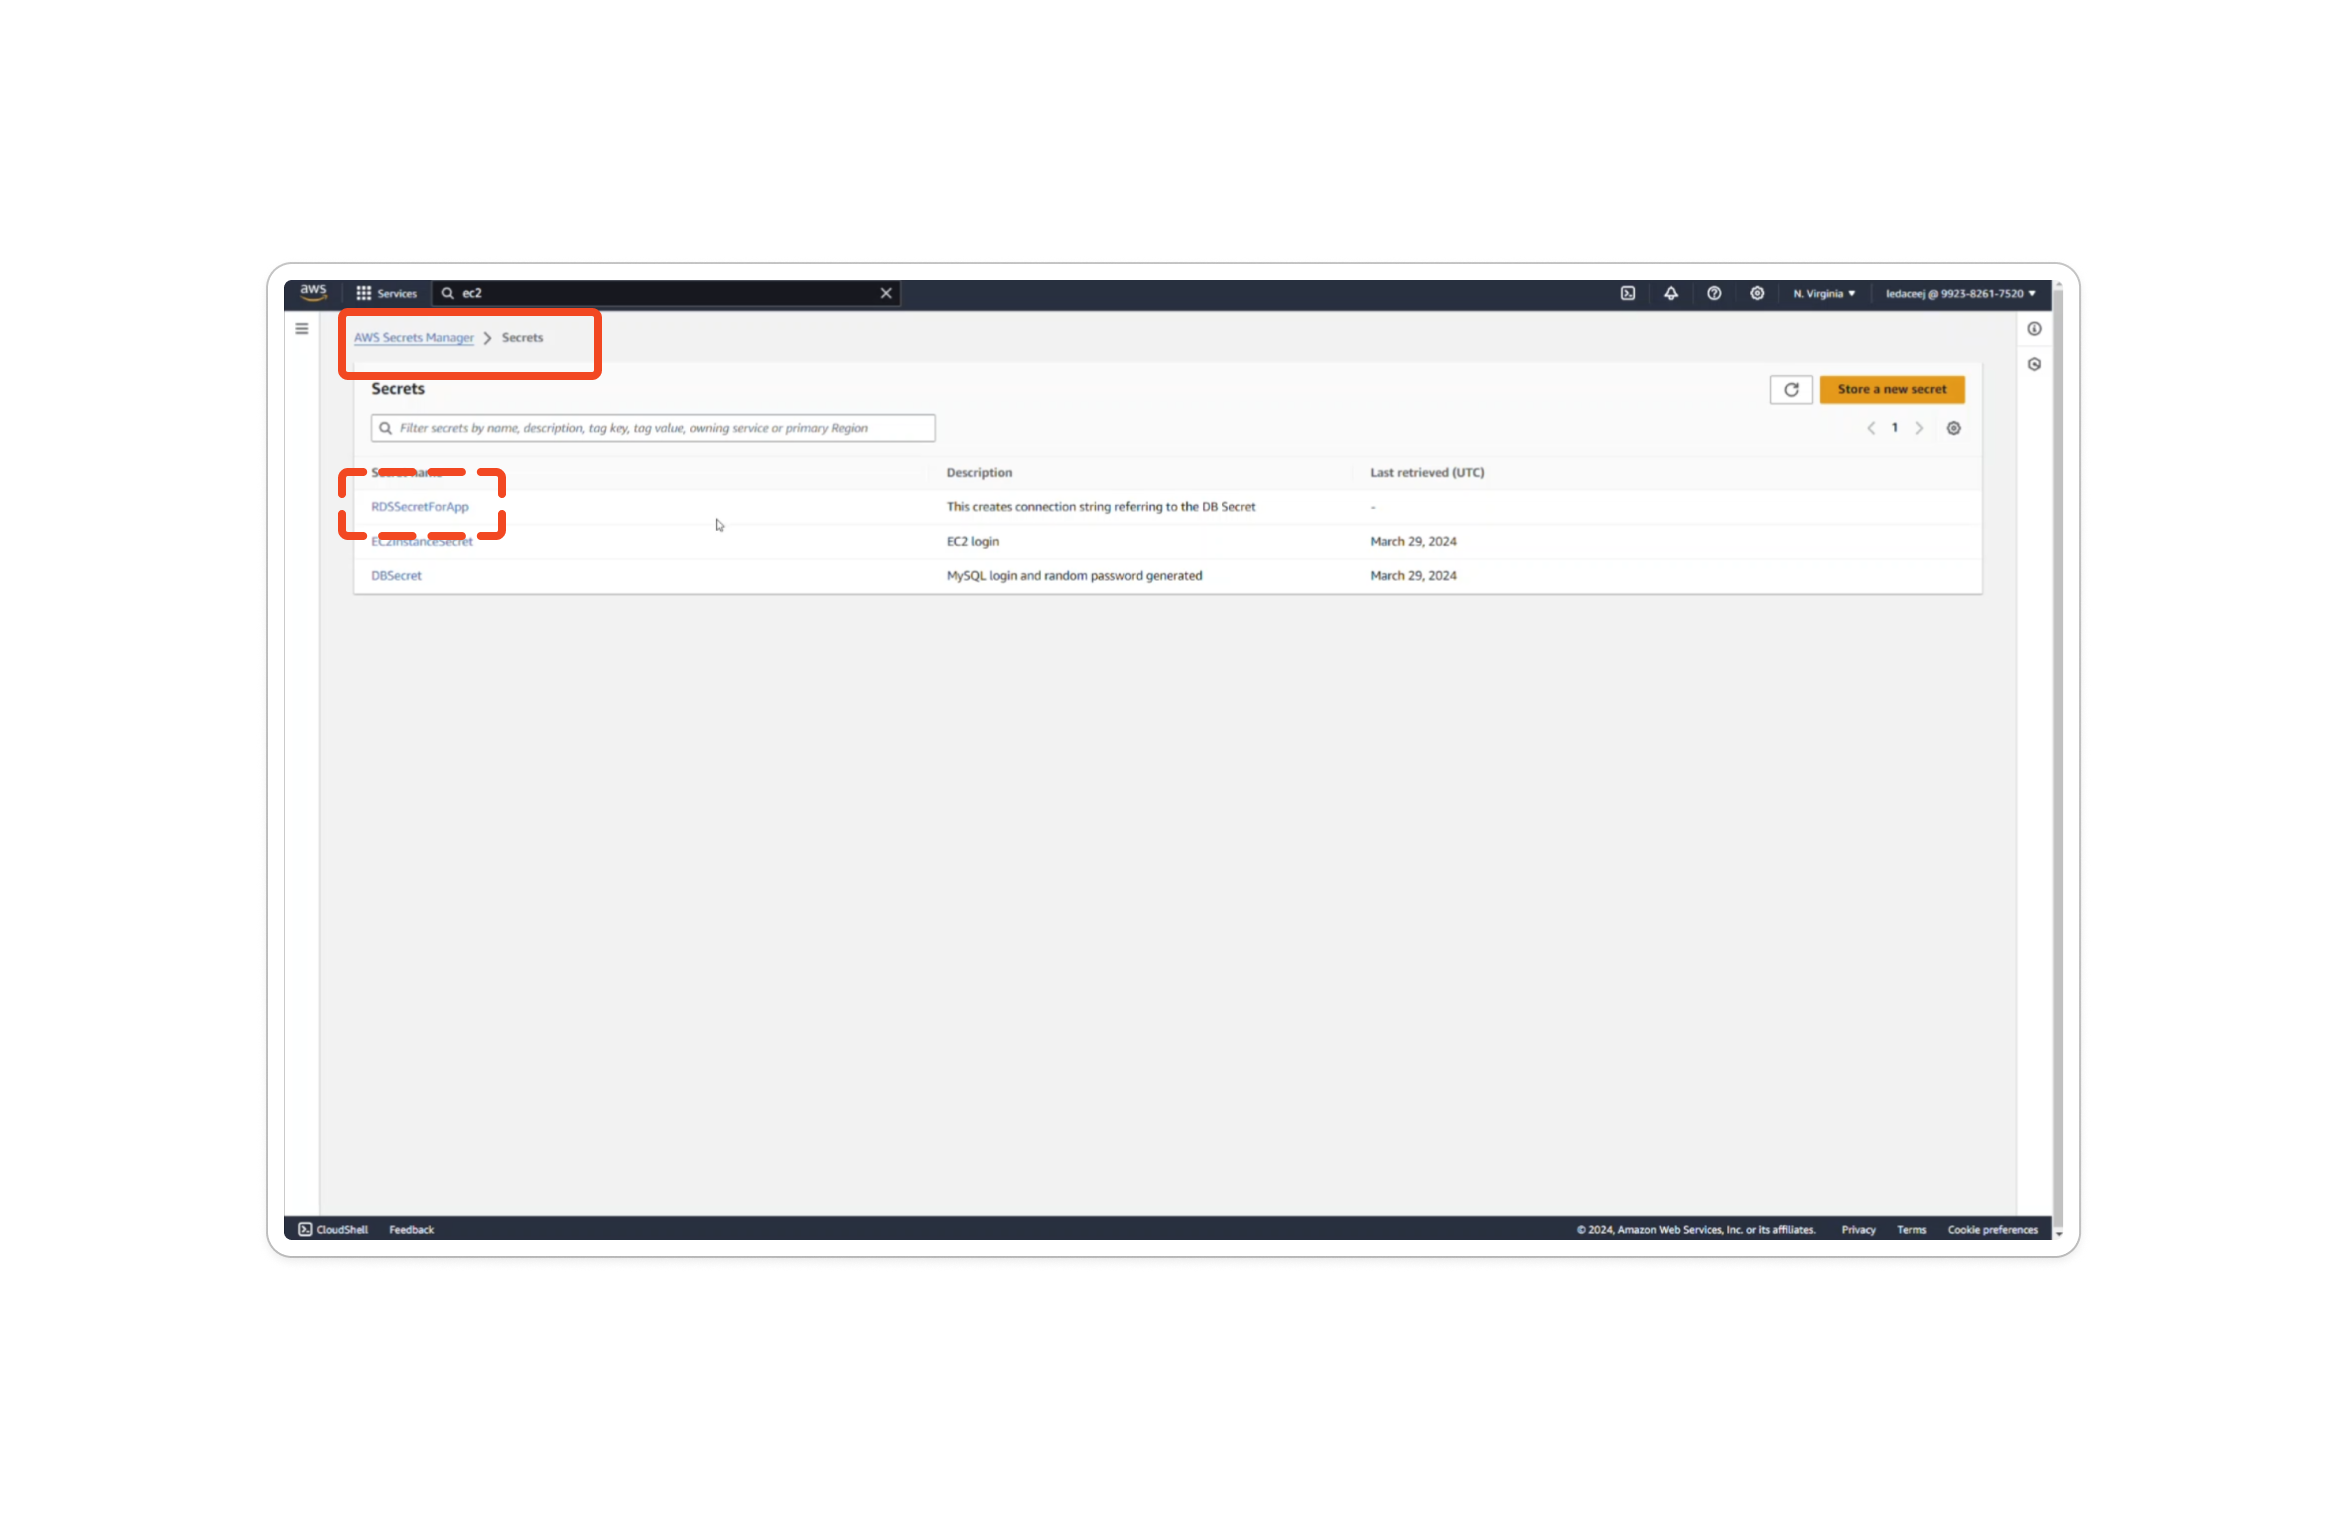 aws Services ec2 N. Virginia ledaceej @ 9923-8261-7520
AWS Secrets Manager > Secrets
Secrets
Store a new secret
Filter secrets by name, description, tag key, tag value, owning service or primary Region
1
Secret name Description Last retrieved (UTC)
RDSSecretForApp This creates connection string referring to the DB Secret -
EC2InstanceSecret EC2 login March 29, 2024
DBSecret MySQL login and random password generated March 29, 2024
CloudShell Feedback © 2024, Amazon Web Services, Inc. or its affiliates. Privacy Terms Cookie preferences